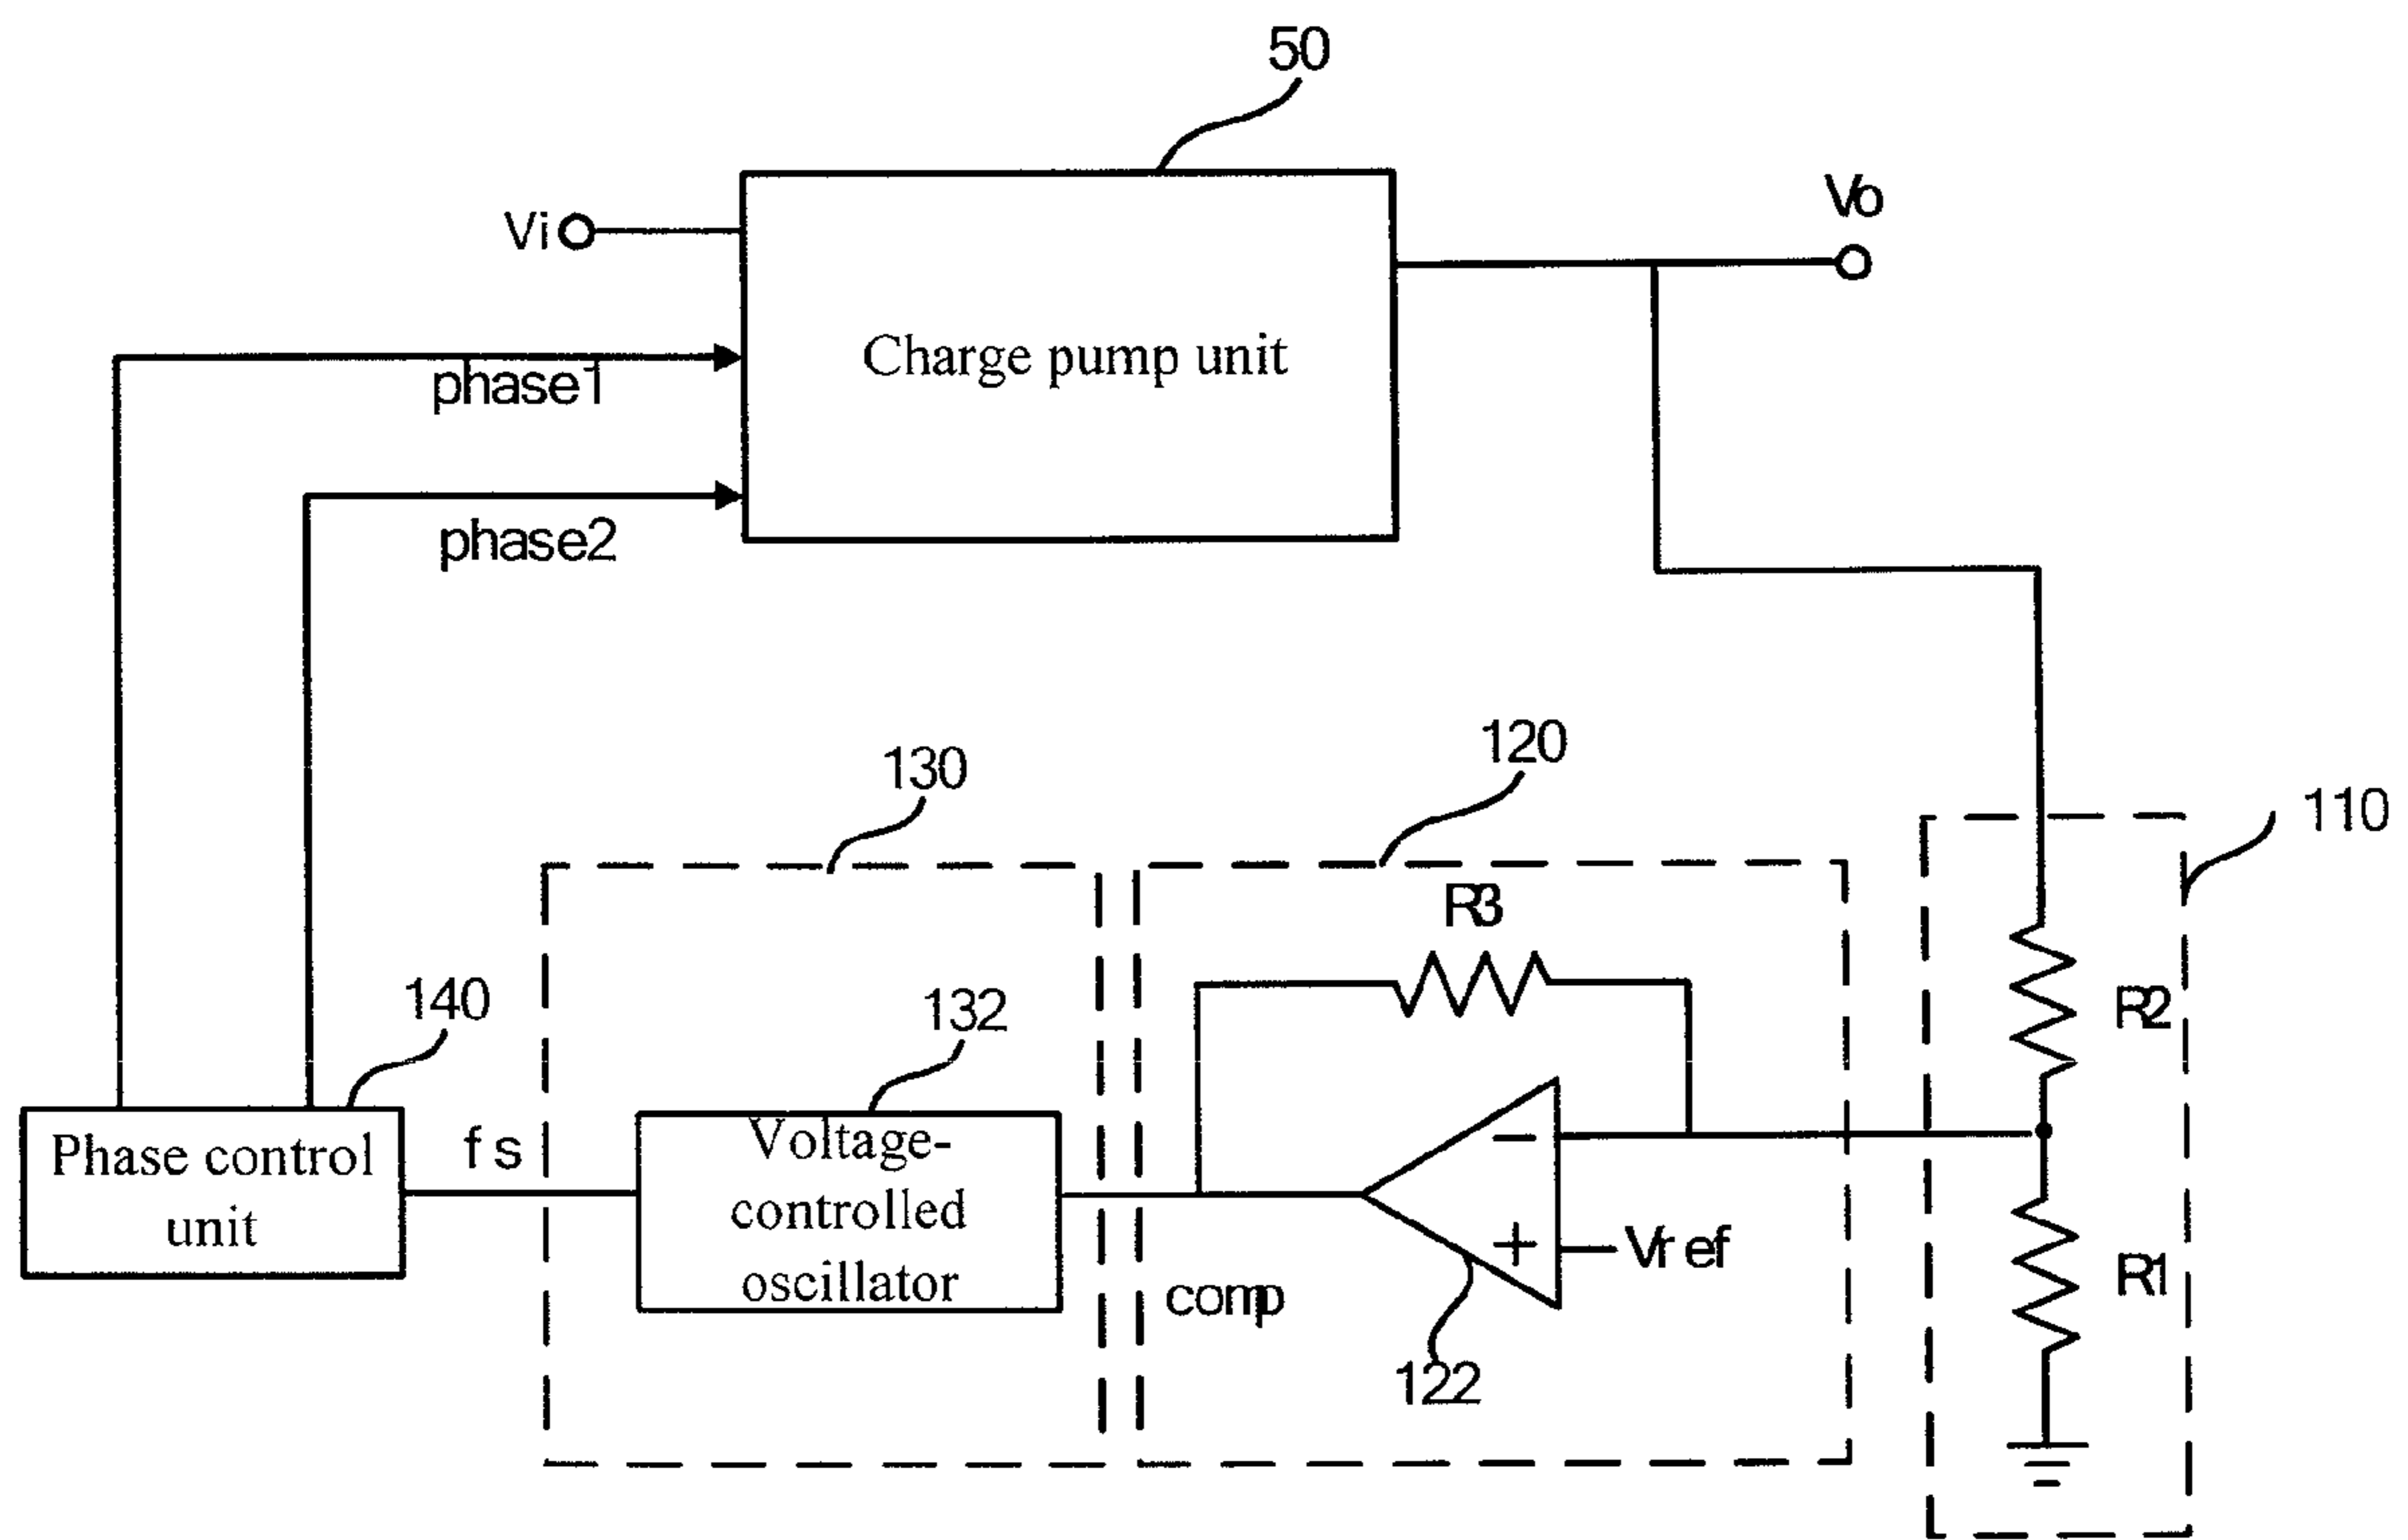 50
Vo
Vi
Charge pump unit
phase1
phase2
120
130
110
R3
140
132
R2
Phase control
unit
fs
Voltage-
controlled
oscillator
−
+
Vref
R1
comp
122